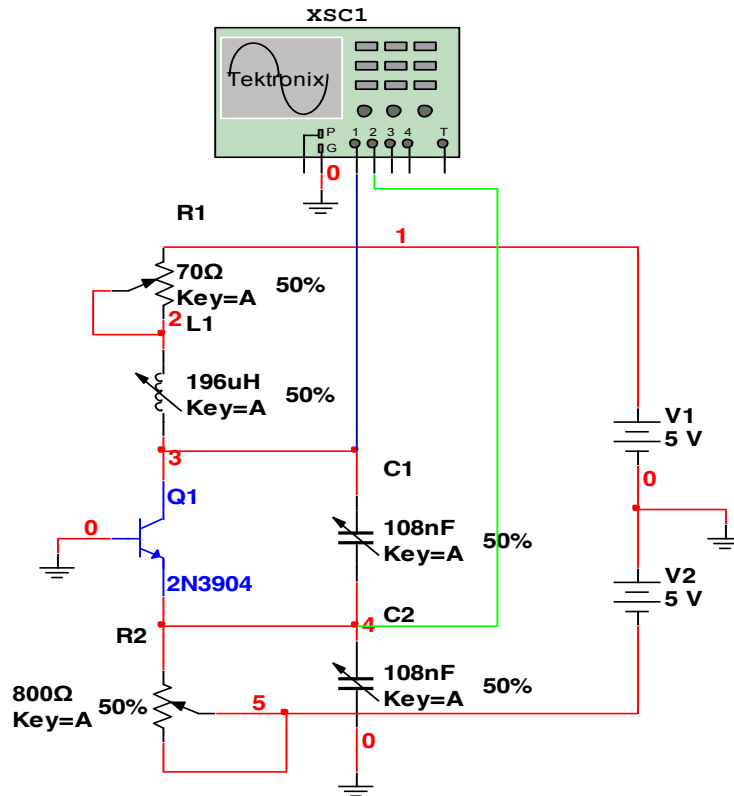 XSC1
Tektronix
P
G
1 2 3 4 T
0
R1
1
70Ω
Key=A 50%
2
L1
196uH
Key=A 50%
3
V1
5 V
C1
0
Q1
0
108nF
Key=A 50%
2N3904
V2
5 V
C2
4
R2
108nF
Key=A 50%
800Ω
Key=A 50%
5
0